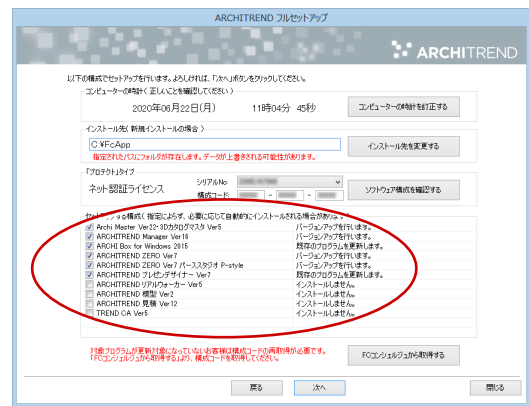 ARCHITREND フルセットアップ
ARCHITREND
以下の構成でセットアップを行います。よろしければ、「次へ」ボタンをクリックしてください。
コンピューターの時計(正しいことを確認してください)
2020年06月22日(月) 11時04分 45秒 コンピューターの時計を訂正する
インストール先(新規インストールの場合)
C:¥FcApp インストール先を変更する
指定されたパスにフォルダが存在します。データが上書きされる可能性があります。
「プロテクト」タイプ
ネット認証ライセンス シリアルNo: ソフトウェア構成を確認する
構成コード: - -
セットアップする構成(指定によらず、必要に応じて自動的にインストールされる場合があります)
Archi Master Ver22・3DカタログマスタVer5 バージョンアップを行います。
ARCHITREND Manager Ver16 バージョンアップを行います。
ARCHI Box for Windows 2015 既存のプログラムを更新します。
ARCHITREND ZERO Ver7 バージョンアップを行います。
ARCHITREND ZERO Ver7 パーススタジオ P-style バージョンアップを行います。
ARCHITREND プレゼンデザイナー Ver7 既存のプログラムを更新します。
ARCHITREND リアルウォーカー Ver5 インストールしません。
ARCHITREND 模型 Ver2 インストールしません。
ARCHITREND 見積 Ver12 インストールしません。
TREND CA Ver5 インストールしません。
対象プログラムが更新対象になっていないお客様は構成コードの再取得が必要です。
「FCコンシェルジュから取得する」より、構成コードを取得してください。 FCコンシェルジュから取得する
戻る 次へ 閉じる